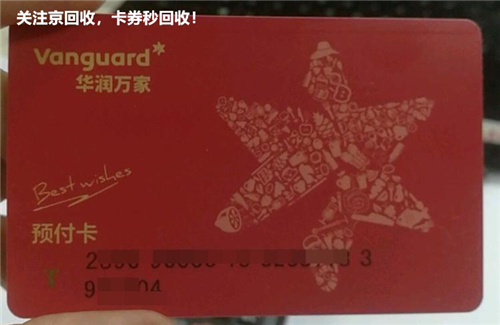 关注京回收，卡券秒回收！
Vanguard
华润万家
Best wishes
预付卡